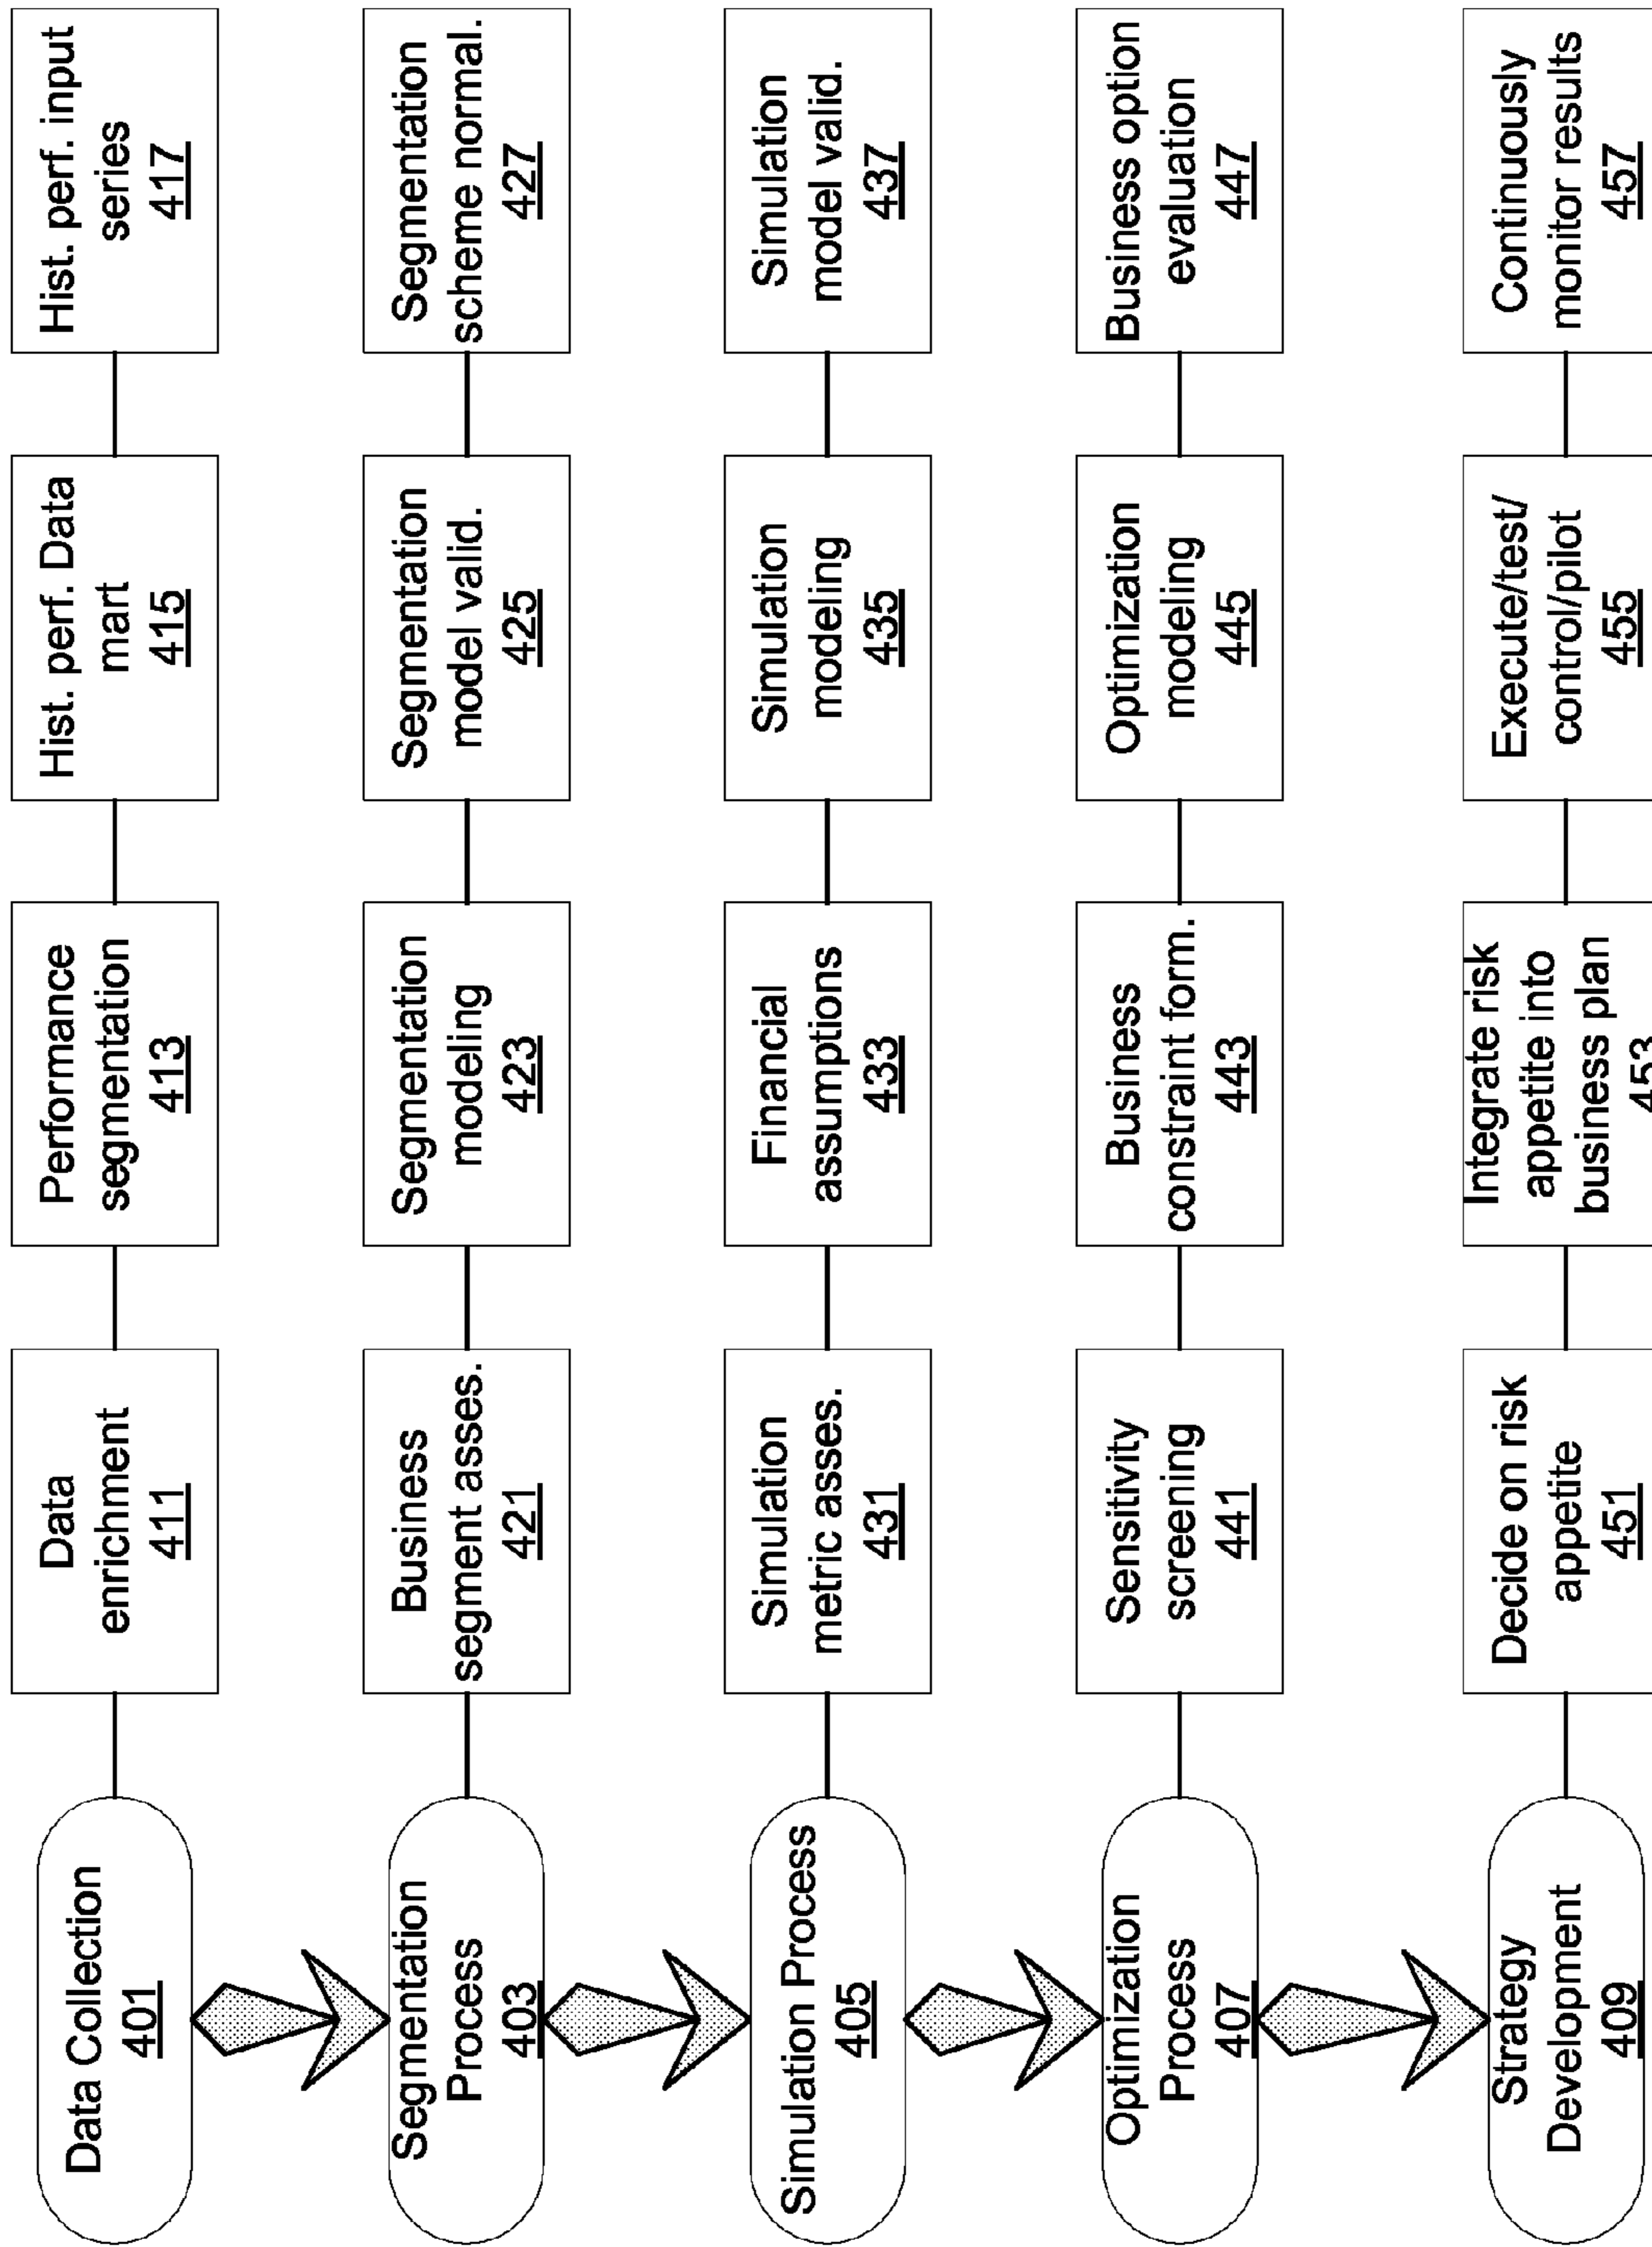 Data Collection
401
Data
enrichment
411
Performance
segmentation
413
Hist. perf. Data
mart
415
Hist. perf. input
series
417
Segmentation
Process
403
Business
segment asses.
421
Segmentation
modeling
423
Segmentation
model valid.
425
Segmentation
scheme normal.
427
Simulation Process
405
Simulation
metric asses.
431
Financial
assumptions
433
Simulation
modeling
435
Simulation
model valid.
437
Optimization
Process
407
Sensitivity
screening
441
Business
constraint form.
443
Optimization
modeling
445
Business option
evaluation
447
Strategy
Development
409
Decide on risk
appetite
451
Integrate risk
appetite into
business plan
453
Execute/test/
control/pilot
455
Continuously
monitor results
457